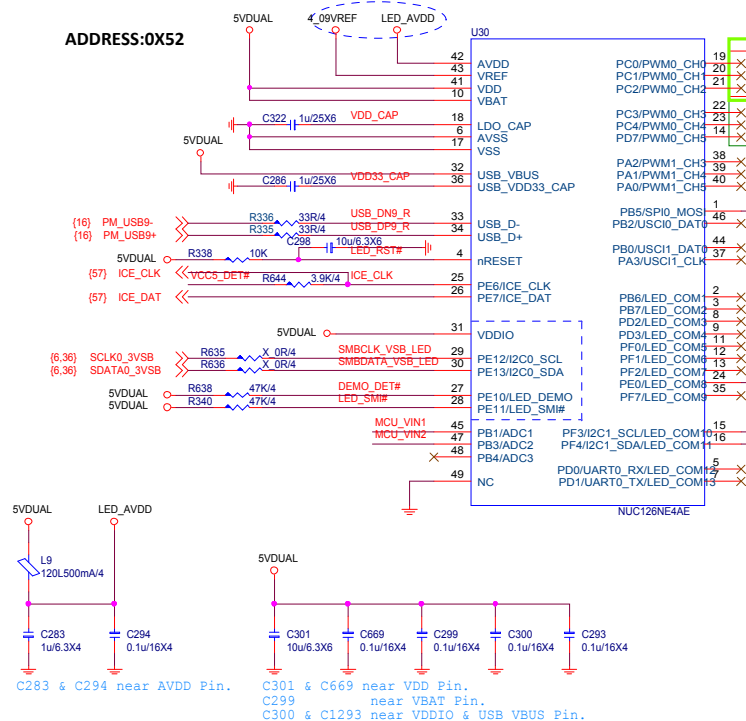 ADDRESS:0X52
5VDUAL
4_09VREF
LED_AVDD
U30
42 AVDD
43 VREF
41 VDD
10 VBAT
C322 1u/25X6 VDD_CAP 18 LDO_CAP
6 AVSS
17 VSS
5VDUAL
32 USB_VBUS
C286 1u/25X6 VDD33_CAP 36 USB_VDD33_CAP
{16} PM_USB9- R336 33R/4 USB_DN9_R 33 USB_D-
{16} PM_USB9+ R335 33R/4 USB_DP9_R 34 USB_D+
C298 10u/6.3X6
5VDUAL R338 10K LED_RST# 4 nRESET
{57} ICE_CLK VCC5_DET# R644 3.9K/4 ICE_CLK 25 PE6/ICE_CLK
{57} ICE_DAT 26 PE7/ICE_DAT
5VDUAL 31 VDDIO
{6,36} SCLK0_3VSB R635 X_0R/4 SMBCLK_VSB_LED 29 PE12/I2C0_SCL
{6,36} SDATA0_3VSB R636 X_0R/4 SMBDATA_VSB_LED 30 PE13/I2C0_SDA
5VDUAL R638 47K/4 DEMO_DET# 27 PE10/LED_DEMO
5VDUAL R340 47K/4 LED_SMI# 28 PE11/LED_SMI#
MCU_VIN1 45 PB1/ADC1
MCU_VIN2 47 PB3/ADC2
48 PB4/ADC3
49 NC
PC0/PWM0_CH0 19
PC1/PWM0_CH1 20
PC2/PWM0_CH2 21
PC3/PWM0_CH3 22
PC4/PWM0_CH4 23
PD7/PWM0_CH5 14
PA2/PWM1_CH3 38
PA1/PWM1_CH4 39
PA0/PWM1_CH5 40
PB5/SPI0_MOS 1
PB2/USCI0_DAT0 46
PB0/USCI1_DAT0 44
PA3/USCI1_CLK 37
PB6/LED_COM1 2
PB7/LED_COM2 3
PD2/LED_COM3 8
PD3/LED_COM4 9
PF0/LED_COM5 11
PF1/LED_COM6 12
PF2/LED_COM7 13
PE0/LED_COM8 24
PF7/LED_COM9 35
PF3/I2C1_SCL/LED_COM10 15
PF4/I2C1_SDA/LED_COM11 16
PD0/UART0_RX/LED_COM12 5
PD1/UART0_TX/LED_COM13 7
NUC126NE4AE
5VDUAL
LED_AVDD
L9
120L500mA/4
C283
1u/6.3X4
C294
0.1u/16X4
C283 & C294 near AVDD Pin.
5VDUAL
C301
10u/6.3X6
C669
0.1u/16X4
C299
0.1u/16X4
C300
0.1u/16X4
C293
0.1u/16X4
C301 & C669 near VDD Pin.
C299 near VBAT Pin.
C300 & C1293 near VDDIO & USB VBUS Pin.